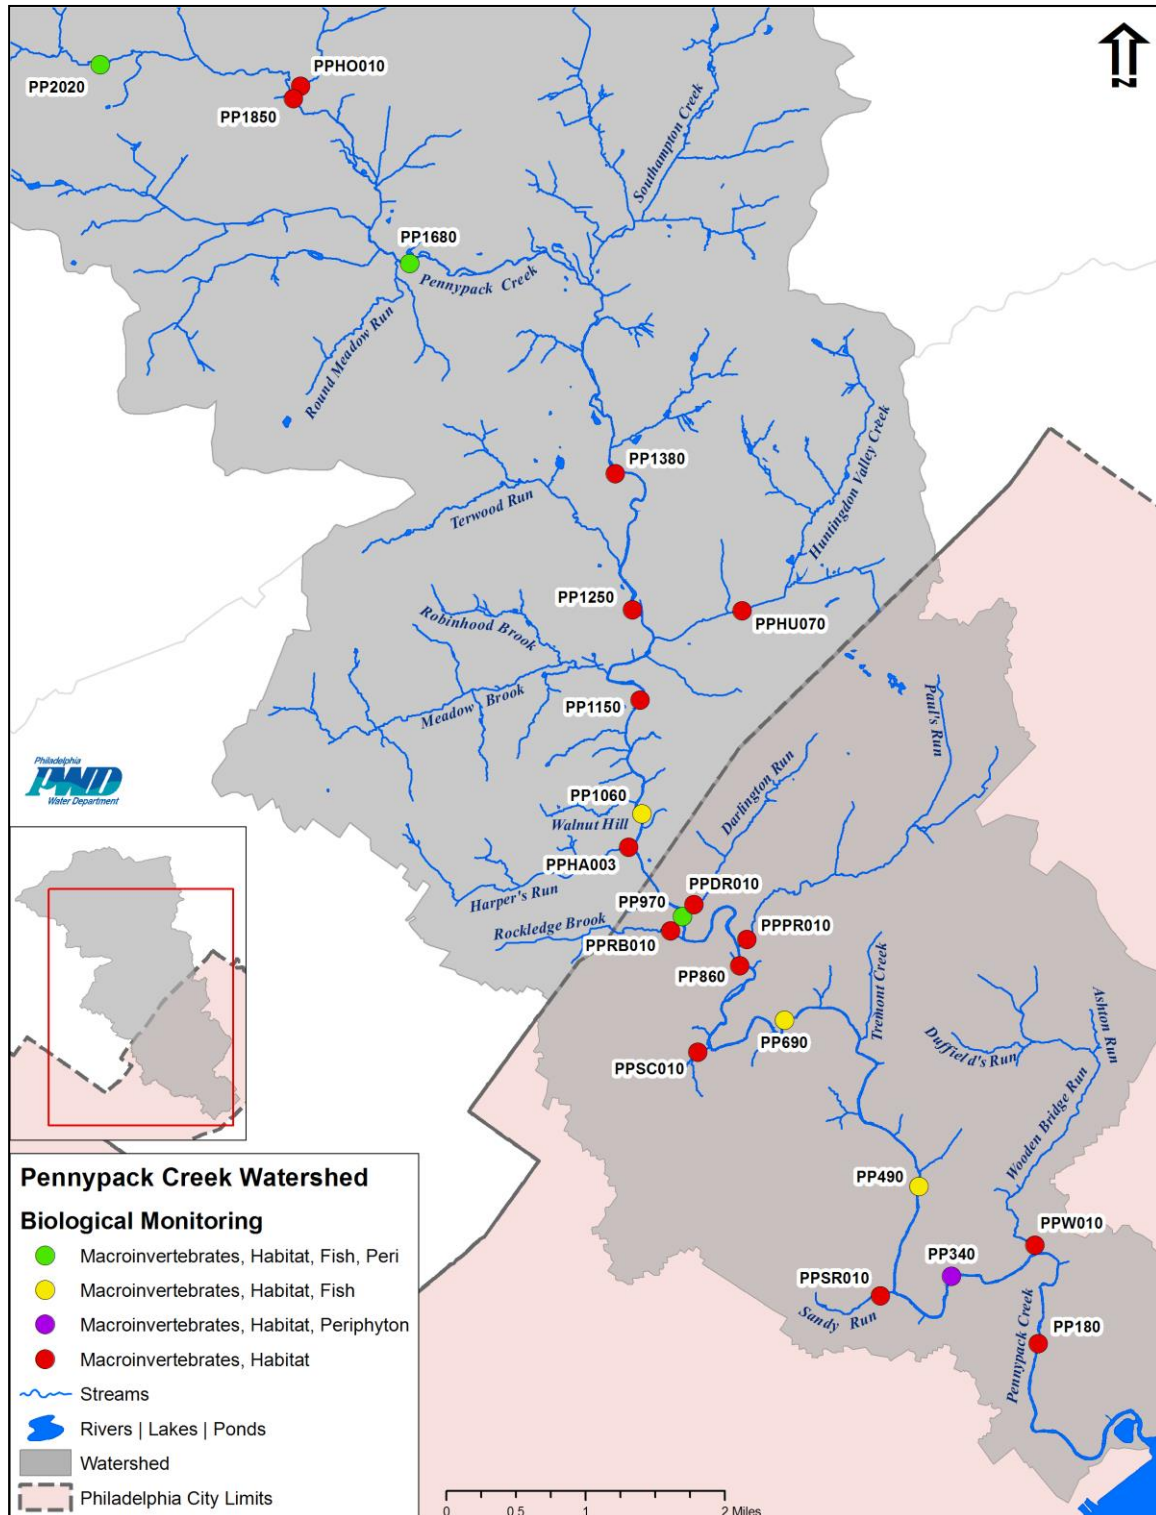 N
PP2020
PPHO010
PP1850
Southampton Creek
PP1680
Pennypack Creek
Round Meadow Run
PP1380
Huntingdon Valley Creek
Terwood Run
PP1250
PPHU070
Robinhood Brook
Meadow Brook
PP1150
Paul's Run
Philadelphia
PWD
Water Department
Darlington Run
PP1060
Walnut Hill
PPHA003
Harper's Run
PPDR010
PP970
Rockledge Brook
PPRB010
PPPR010
PP860
Tremont Creek
Ashton Run
PP690
Duffield's Run
PPSC010
Wooden Bridge Run
PP490
PPW010
PP340
PPSR010
Sandy Run
Pennypack Creek
PP180
Pennypack Creek Watershed
Biological Monitoring
Macroinvertebrates, Habitat, Fish, Peri
Macroinvertebrates, Habitat, Fish
Macroinvertebrates, Habitat, Periphyton
Macroinvertebrates, Habitat
Streams
Rivers | Lakes | Ponds
Watershed
Philadelphia City Limits
0 0.5 1 2 Miles